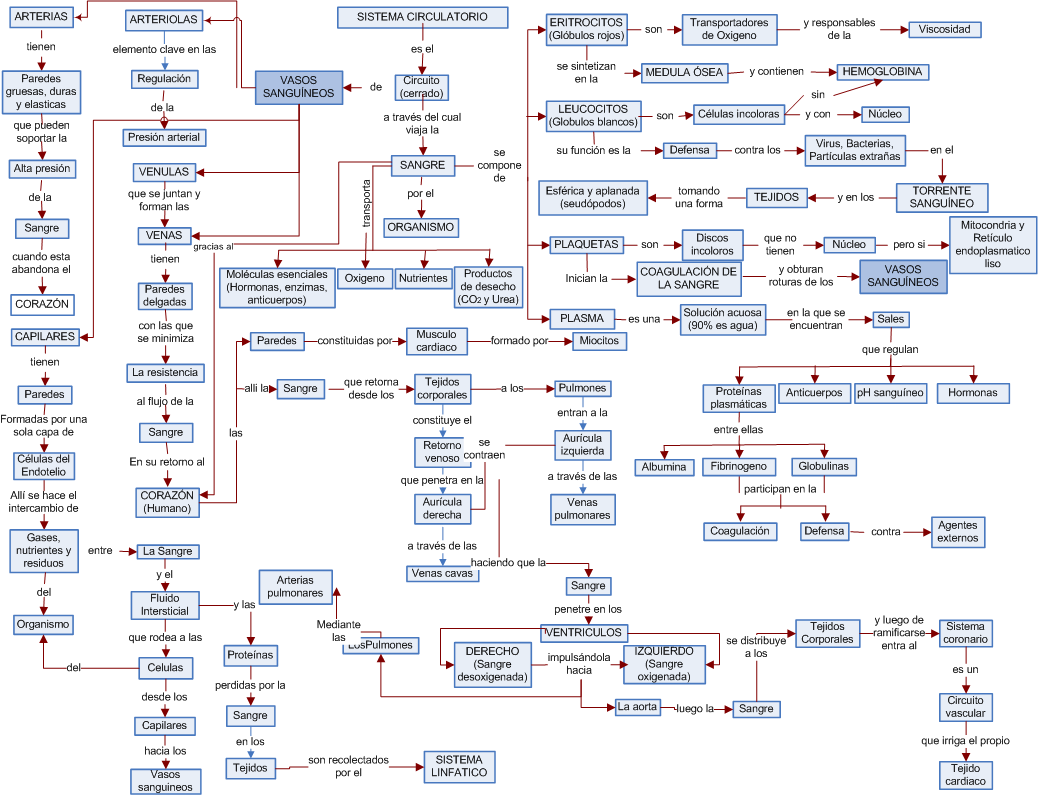 SISTEMA CIRCULATORIO
es el
Circuito
(cerrado)
a través del cual
viaja la
SANGRE
por el
ORGANISMO
de
VASOS
SANGUÍNEOS
ARTERIAS
tienen
Paredes
gruesas, duras
y elasticas
que pueden
soportar la
Alta presión
de la
Sangre
cuando esta
abandona el
CORAZÓN
ARTERIOLAS
elemento clave en las
Regulación
de la
Presión arterial
VENULAS
que se juntan y
forman las
VENAS
tienen
Paredes
delgadas
con las que
se minimiza
La resistencia
al flujo de la
Sangre
En su retorno al
CORAZÓN
(Humano)
gracias al
CAPILARES
tienen
Paredes
Formadas por una
sola capa de
Células del
Endotelio
Allí se hace el
intercambio de
Gases,
nutrientes y
residuos
del
Organismo
entre
La Sangre
y el
Fluido
Intersticial
que rodea a las
Celulas
del
desde los
Capilares
hacia los
Vasos
sanguineos
y las
Proteínas
perdidas por la
Sangre
en los
Tejidos
son recolectados
por el
SISTEMA
LINFATICO
transporta
Moléculas esenciales
(Hormonas, enzimas,
anticuerpos)
Oxigeno
Nutrientes
Productos
de desecho
(CO2 y Urea)
se
compone
de
ERITROCITOS
(Glóbulos rojos)
son
Transportadores
de Oxigeno
y responsables
de la
Viscosidad
se sintetizan
en la
MEDULA ÓSEA
y contienen
HEMOGLOBINA
LEUCOCITOS
(Globulos blancos)
son
Células incoloras
sin
y con
Núcleo
su función es la
Defensa
contra los
Virus, Bacterias,
Partículas extrañas
en el
TORRENTE
SANGUÍNEO
y en los
TEJIDOS
tomando
una forma
Esférica y aplanada
(seudópodos)
PLAQUETAS
son
Discos
incoloros
que no
tienen
Núcleo
pero si
Mitocondria y
Retículo
endoplasmatico
liso
Inician la
COAGULACIÓN DE
LA SANGRE
y obturan
roturas de los
VASOS
SANGUÍNEOS
PLASMA
es una
Solución acuosa
(90% es agua)
en la que se
encuentran
Sales
que regulan
Proteínas
plasmáticas
Anticuerpos
pH sanguíneo
Hormonas
entre ellas
Albumina
Fibrinogeno
Globulinas
participan en la
Coagulación
Defensa
contra
Agentes
externos
las
Paredes
constituidas por
Musculo
cardiaco
formado por
Miocitos
alli la
Sangre
que retorna
desde los
Tejidos
corporales
a los
Pulmones
entran a la
Aurícula
izquierda
a través de las
Venas
pulmonares
constituye el
Retorno
venoso
que penetra en la
Aurícula
derecha
a través de las
Venas cavas
se
contraen
haciendo que la
Sangre
penetre en los
VENTRICULOS
DERECHO
(Sangre
desoxigenada)
impulsándola
hacia
IZQUIERDO
(Sangre
oxigenada)
LosPulmones
Mediante
las
Arterias
pulmonares
La aorta
luego la
Sangre
se distribuye
a los
Tejidos
Corporales
y luego de
ramificarse
entra al
Sistema
coronario
es un
Circuito
vascular
que irriga el propio
Tejido
cardiaco